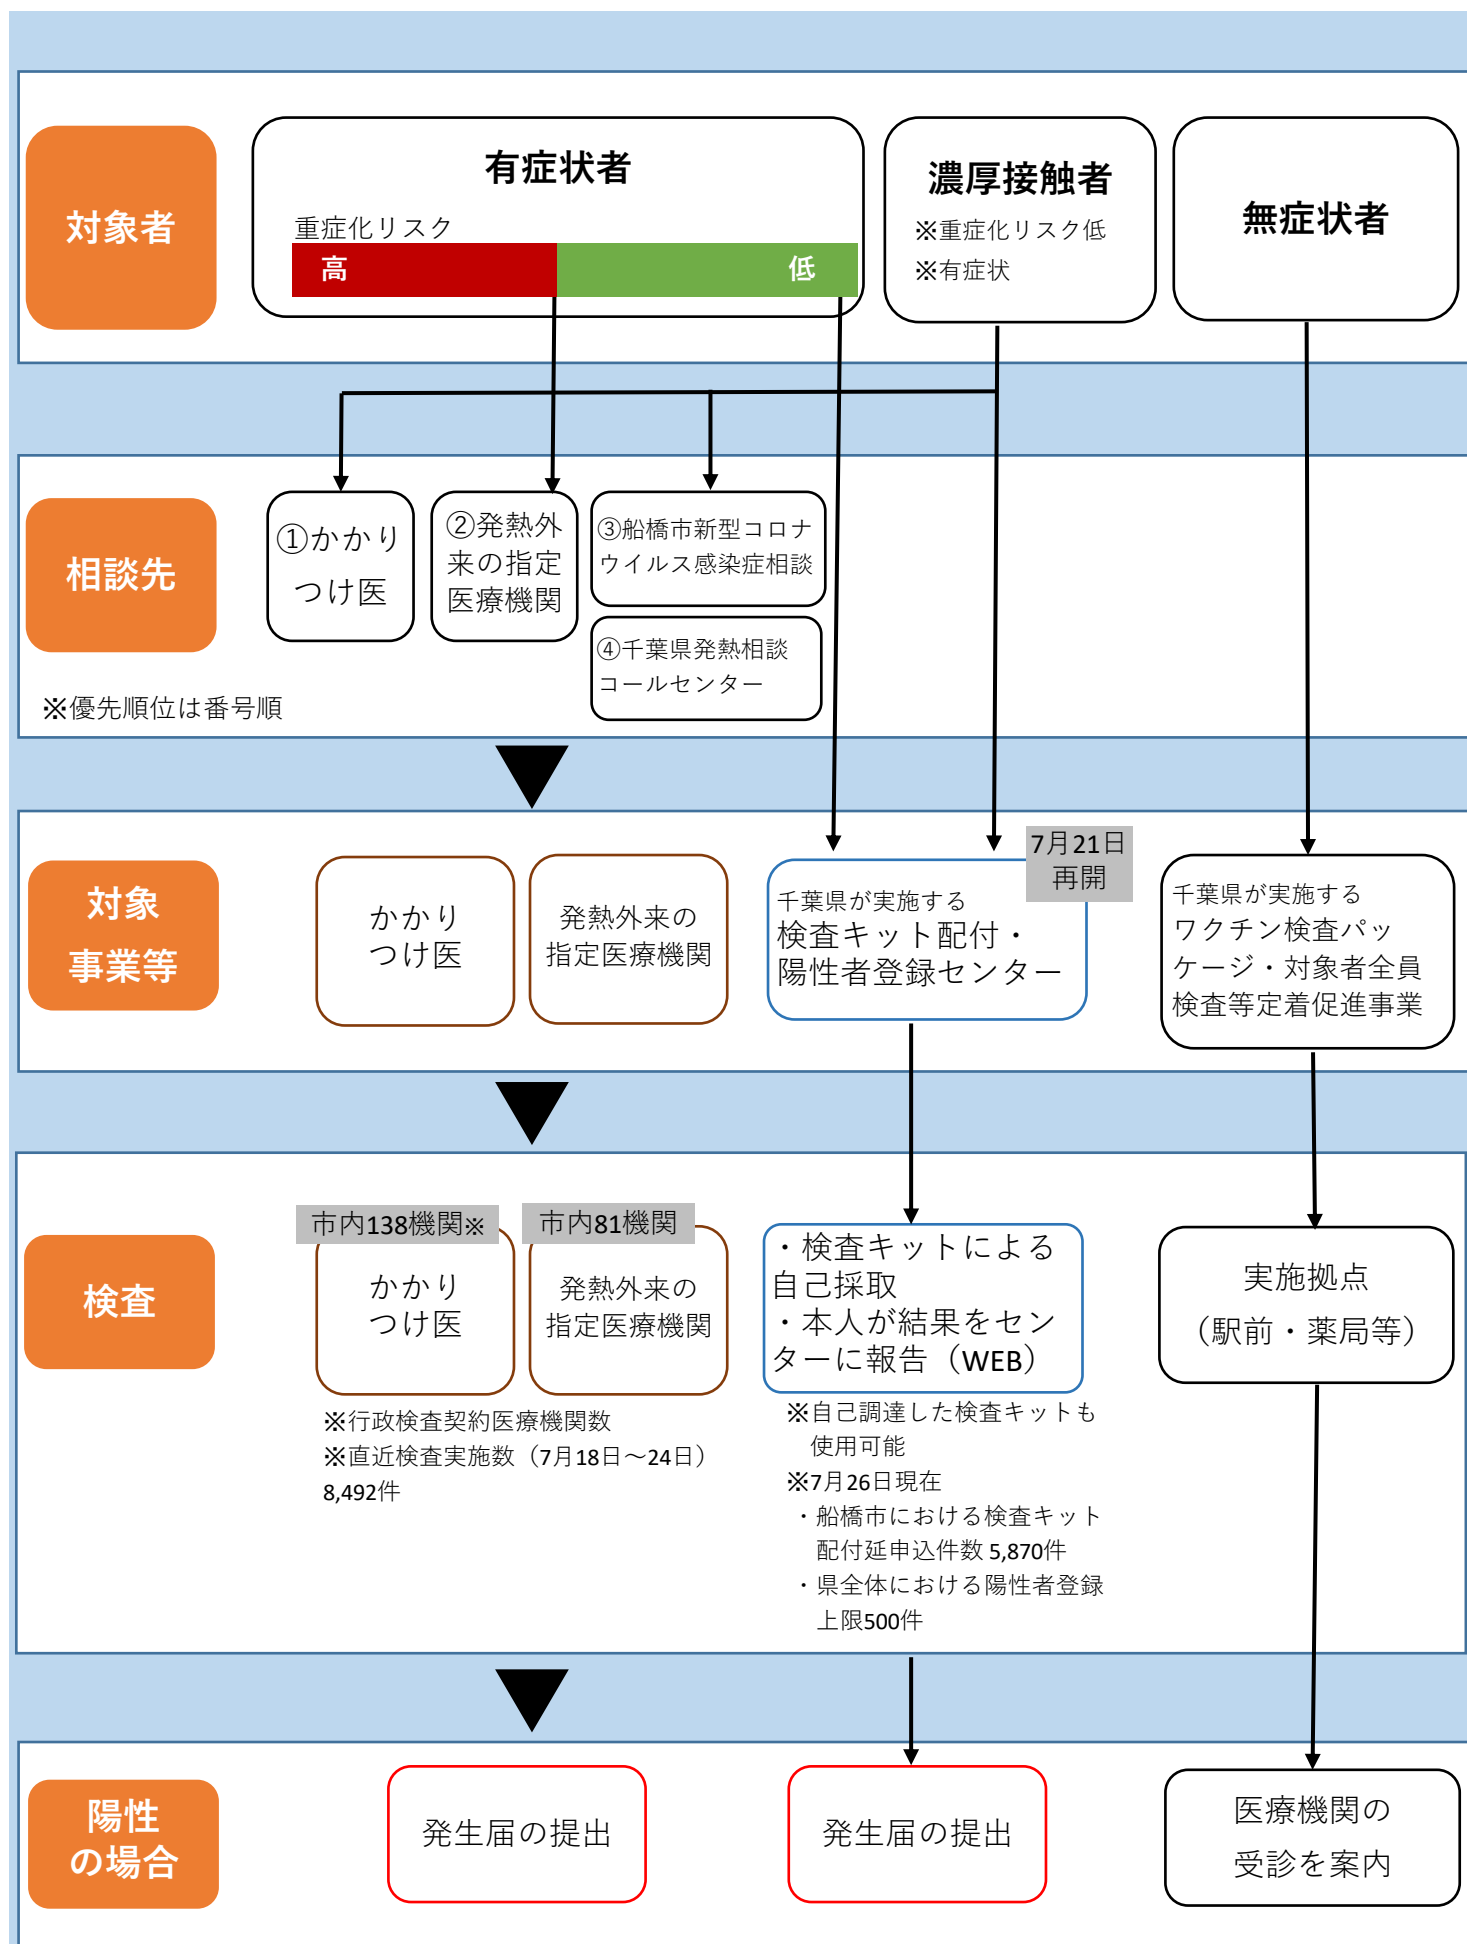 対象者
有症状者
重症化リスク
高
低
濃厚接触者
※重症化リスク低
※有症状
無症状者
相談先
①かかり
つけ医
②発熱外
来の指定
医療機関
③船橋市新型コロナ
ウイルス感染症相談
④千葉県発熱相談
コールセンター
※優先順位は番号順
対象
事業等
かかり
つけ医
発熱外来の
指定医療機関
7月21日
再開
千葉県が実施する
検査キット配付・
陽性者登録センター
千葉県が実施する
ワクチン検査パッ
ケージ・対象者全員
検査等定着促進事業
検査
市内138機関※
かかり
つけ医
市内81機関
発熱外来の
指定医療機関
※行政検査契約医療機関数
※直近検査実施数（7月18日～24日）
8,492件
・検査キットによる
自己採取
・本人が結果をセン
ターに報告（WEB）
※自己調達した検査キットも
使用可能
※7月26日現在
・船橋市における検査キット
配付延申込件数 5,870件
・県全体における陽性者登録
上限500件
実施拠点
（駅前・薬局等）
陽性
の場合
発生届の提出
発生届の提出
医療機関の
受診を案内